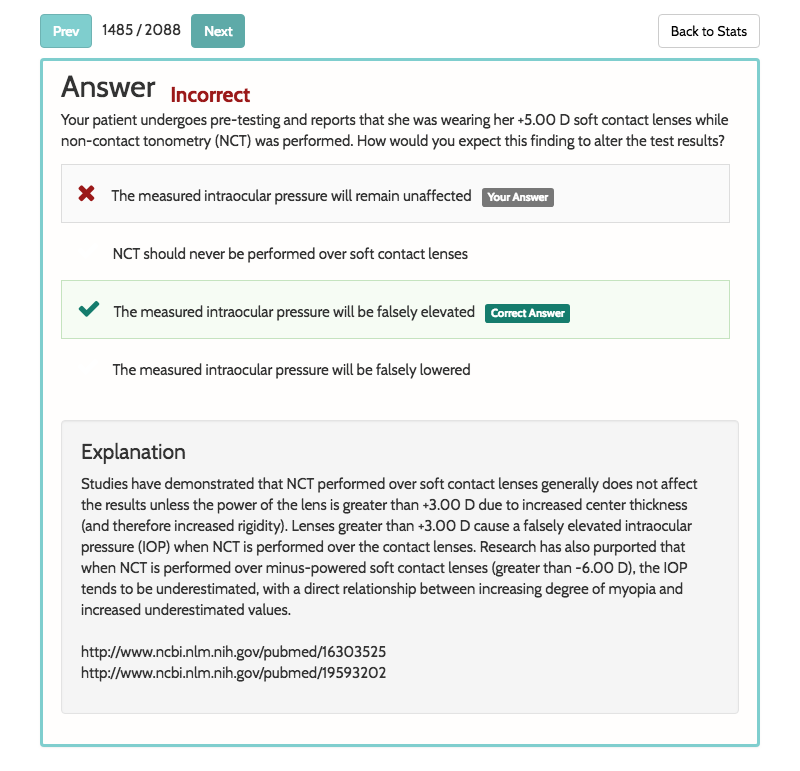 Prev 1485 / 2088 Next Back to Stats
Answer Incorrect
Your patient undergoes pre-testing and reports that she was wearing her +5.00 D soft contact lenses while
non-contact tonometry (NCT) was performed. How would you expect this finding to alter the test results?
The measured intraocular pressure will remain unaffected Your Answer
NCT should never be performed over soft contact lenses
The measured intraocular pressure will be falsely elevated Correct Answer
The measured intraocular pressure will be falsely lowered
Explanation
Studies have demonstrated that NCT performed over soft contact lenses generally does not affect
the results unless the power of the lens is greater than +3.00 D due to increased center thickness
(and therefore increased rigidity). Lenses greater than +3.00 D cause a falsely elevated intraocular
pressure (IOP) when NCT is performed over the contact lenses. Research has also purported that
when NCT is performed over minus-powered soft contact lenses (greater than -6.00 D), the IOP
tends to be underestimated, with a direct relationship between increasing degree of myopia and
increased underestimated values.
http://www.ncbi.nlm.nih.gov/pubmed/16303525
http://www.ncbi.nlm.nih.gov/pubmed/19593202